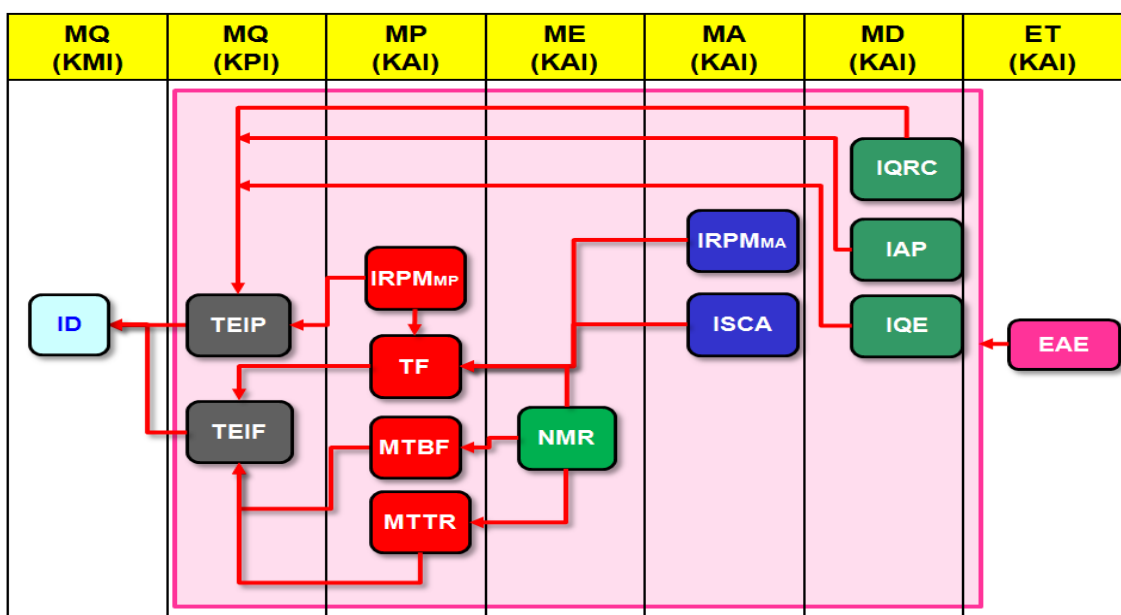 MQ MQ MP ME MA MD ET
(KMI) (KPI) (KAI) (KAI) (KAI) (KAI) (KAI)
IQRC
IRPMMA IAP
IRPMMP
ID TEIP ISCA IQE
TF EAE
TEIF MTBF NMR
MTTR